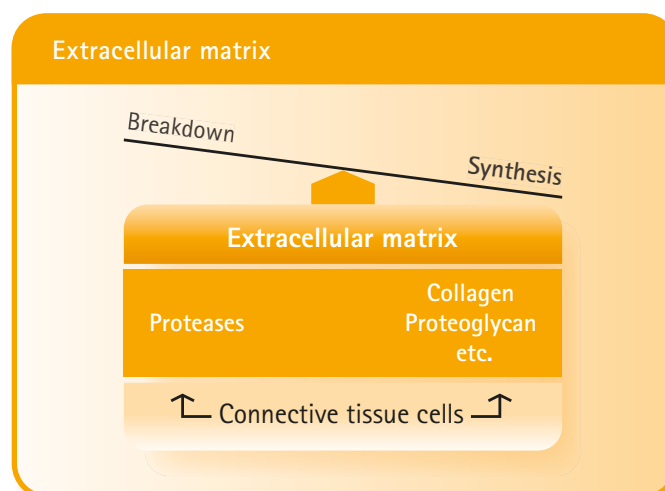 Extracellular matrix
Breakdown
Synthesis
Extracellular matrix
Proteases
Collagen
Proteoglycan
etc.
Connective tissue cells